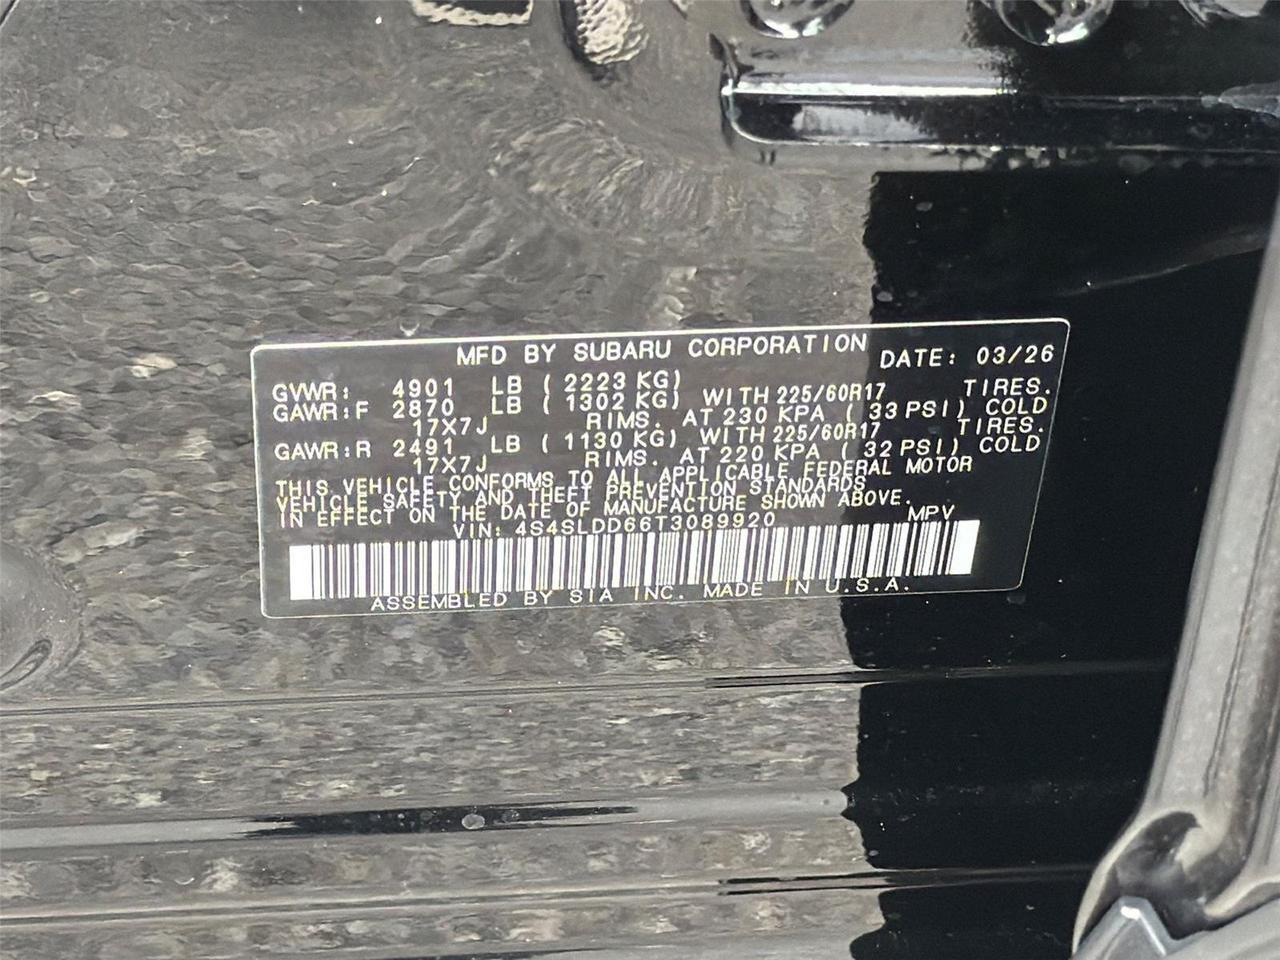 MFD BY SUBARU CORPORATION DATE: 03/26
GVWR: 4901 LB ( 2223 KG)
GAWR:F 2870 LB ( 1302 KG) WITH 225/60R17 TIRES.
17X7J RIMS. AT 230 KPA ( 33 PSI) COLD
GAWR:R 2491 LB ( 1130 KG) WITH 225/60R17 TIRES.
17X7J RIMS. AT 220 KPA ( 32 PSI) COLD
THIS VEHICLE CONFORMS TO ALL APPLICABLE FEDERAL MOTOR
VEHICLE SAFETY AND THEFT PREVENTION STANDARDS
IN EFFECT ON THE DATE OF MANUFACTURE SHOWN ABOVE.
VIN: 4S4SLDD66T3089920 MPV
ASSEMBLED BY SIA INC. MADE IN U.S.A.